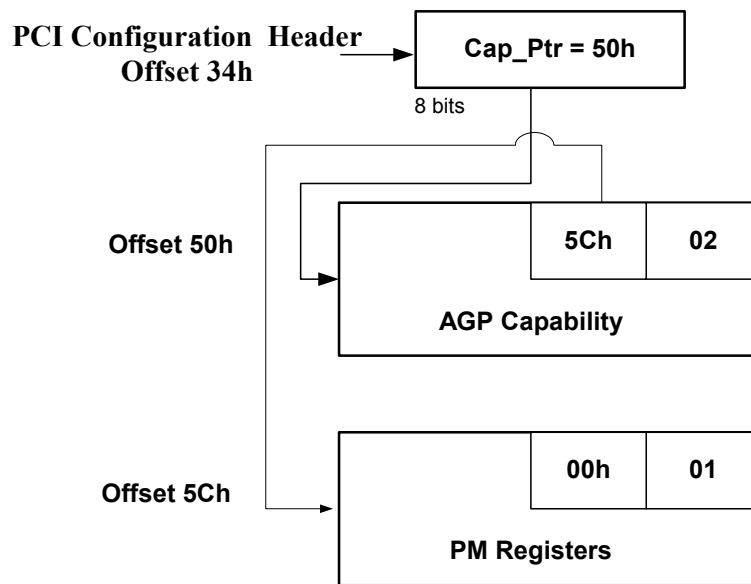 PCI Configuration Header
Offset 34h
Cap_Ptr = 50h
8 bits
Offset 50h
5Ch
02
AGP Capability
Offset 5Ch
00h
01
PM Registers